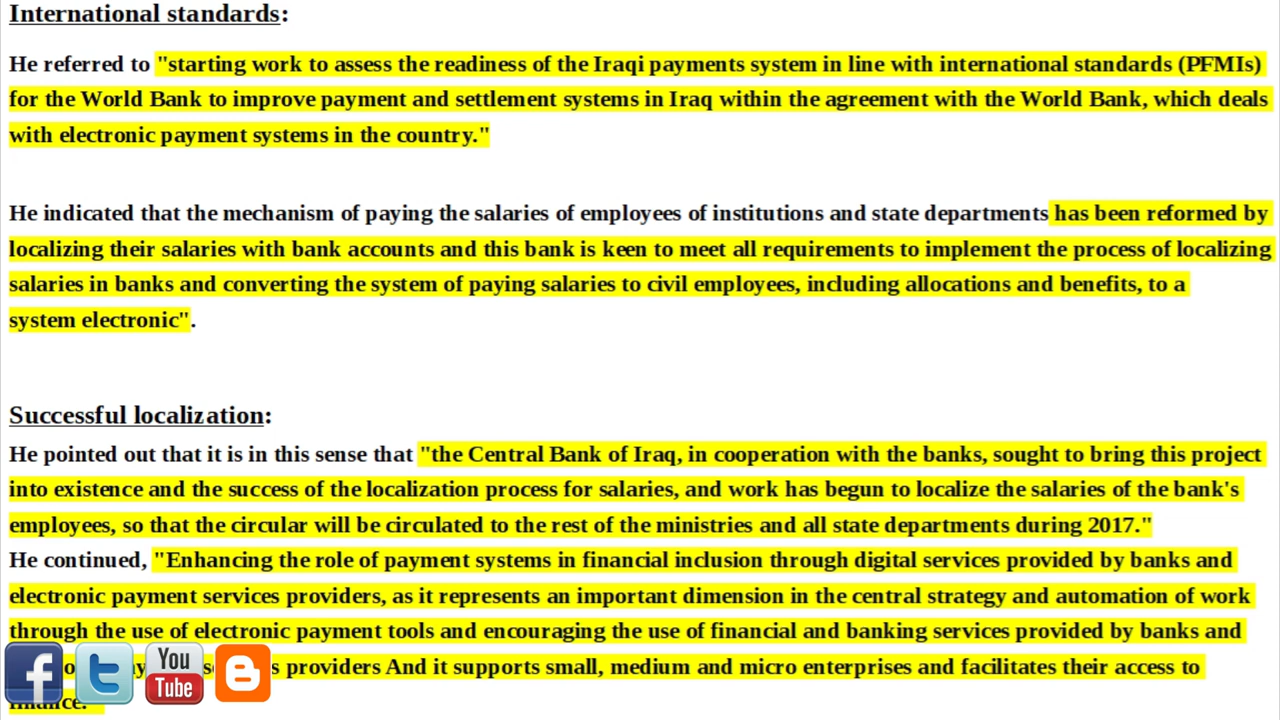 International standards:
He referred to "starting work to assess the readiness of the Iraqi payments system in line with international standards (PFMIs)
for the World Bank to improve payment and settlement systems in Iraq within the agreement with the World Bank, which deals
with electronic payment systems in the country."
He indicated that the mechanism of paying the salaries of employees of institutions and state departments has been reformed by
localizing their salaries with bank accounts and this bank is keen to meet all requirements to implement the process of localizing
salaries in banks and converting the system of paying salaries to civil employees, including allocations and benefits, to a
system electronic".
Successful localization:
He pointed out that it is in this sense that "the Central Bank of Iraq, in cooperation with the banks, sought to bring this project
into existence and the success of the localization process for salaries, and work has begun to localize the salaries of the bank's
employees, so that the circular will be circulated to the rest of the ministries and all state departments during 2017."
He continued, "Enhancing the role of payment systems in financial inclusion through digital services provided by banks and
electronic payment services providers, as it represents an important dimension in the central strategy and automation of work
through the use of electronic payment tools and encouraging the use of financial and banking services provided by banks and
providers And it supports small, medium and micro enterprises and facilitates their access to
f t You Tube